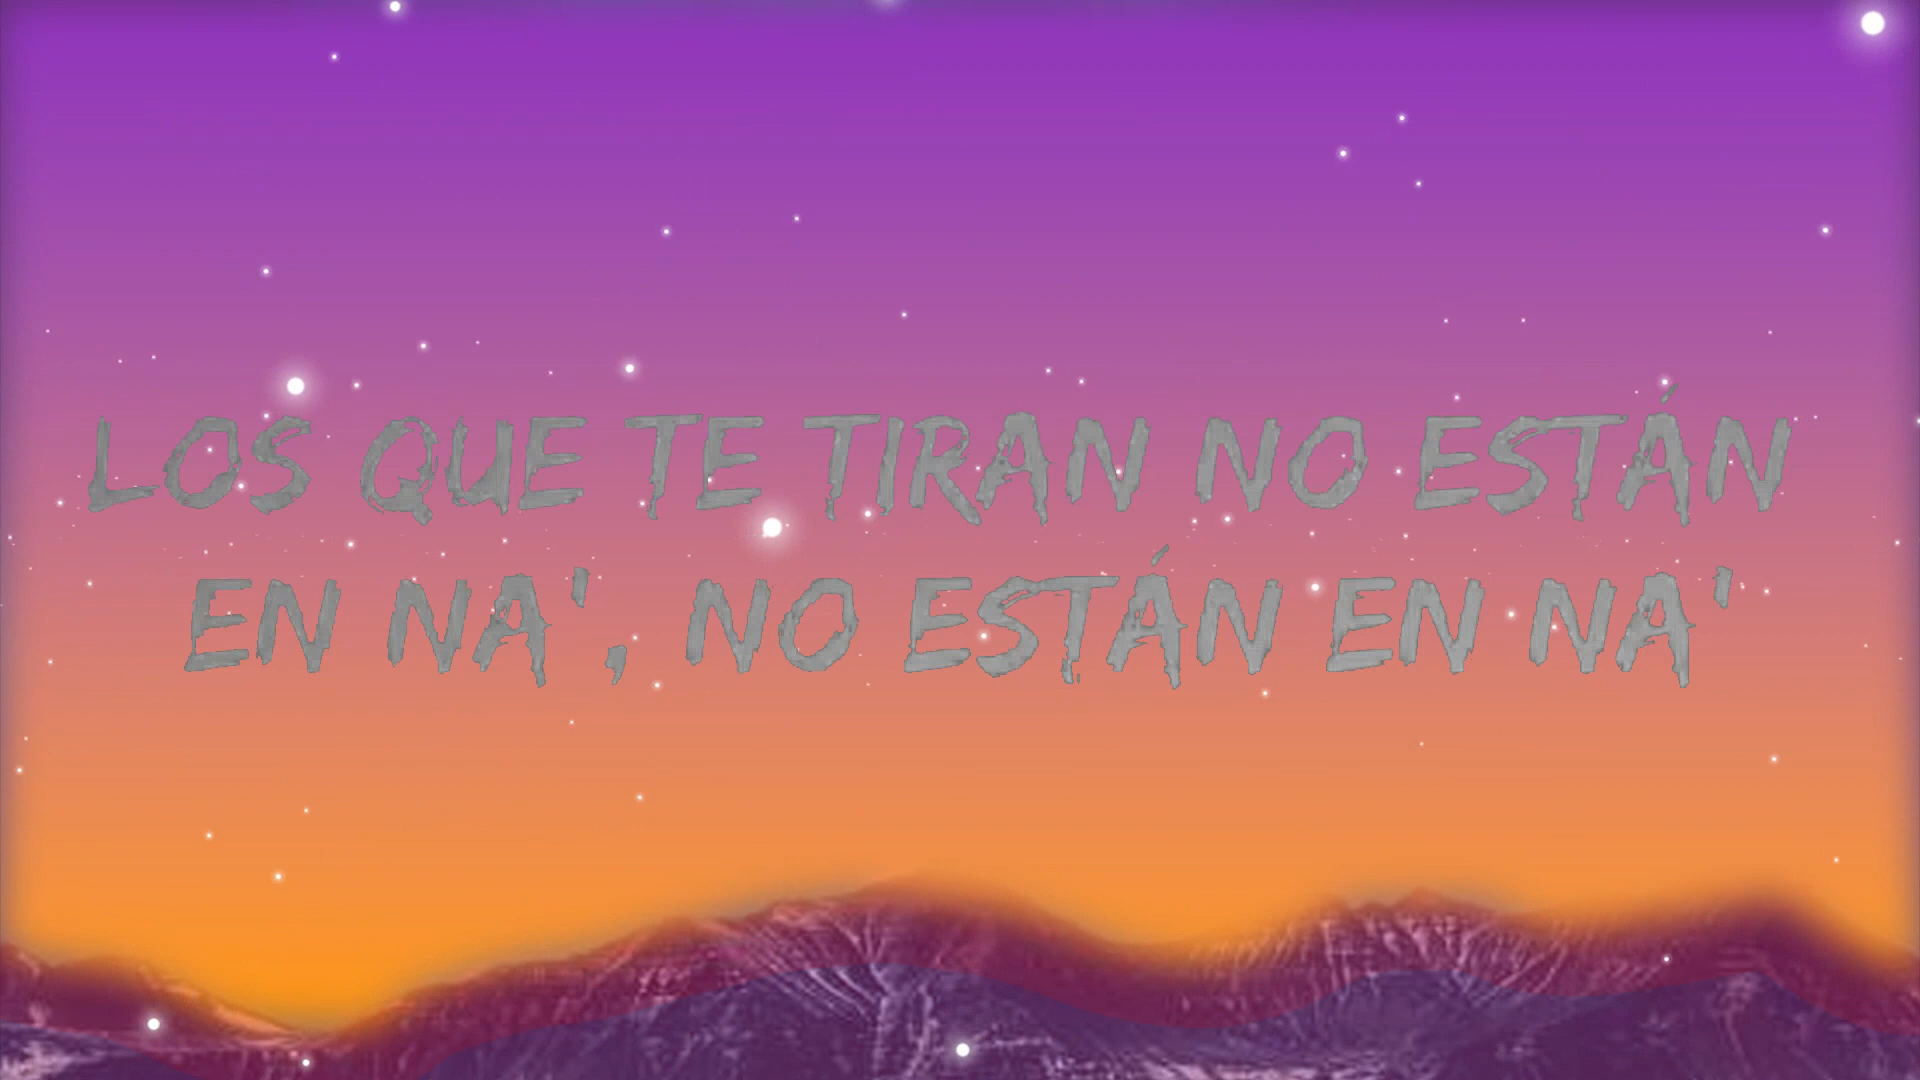 LOS QUE TE TIRAN NO ESTÁN
EN NA', NO ESTÁN EN NA'